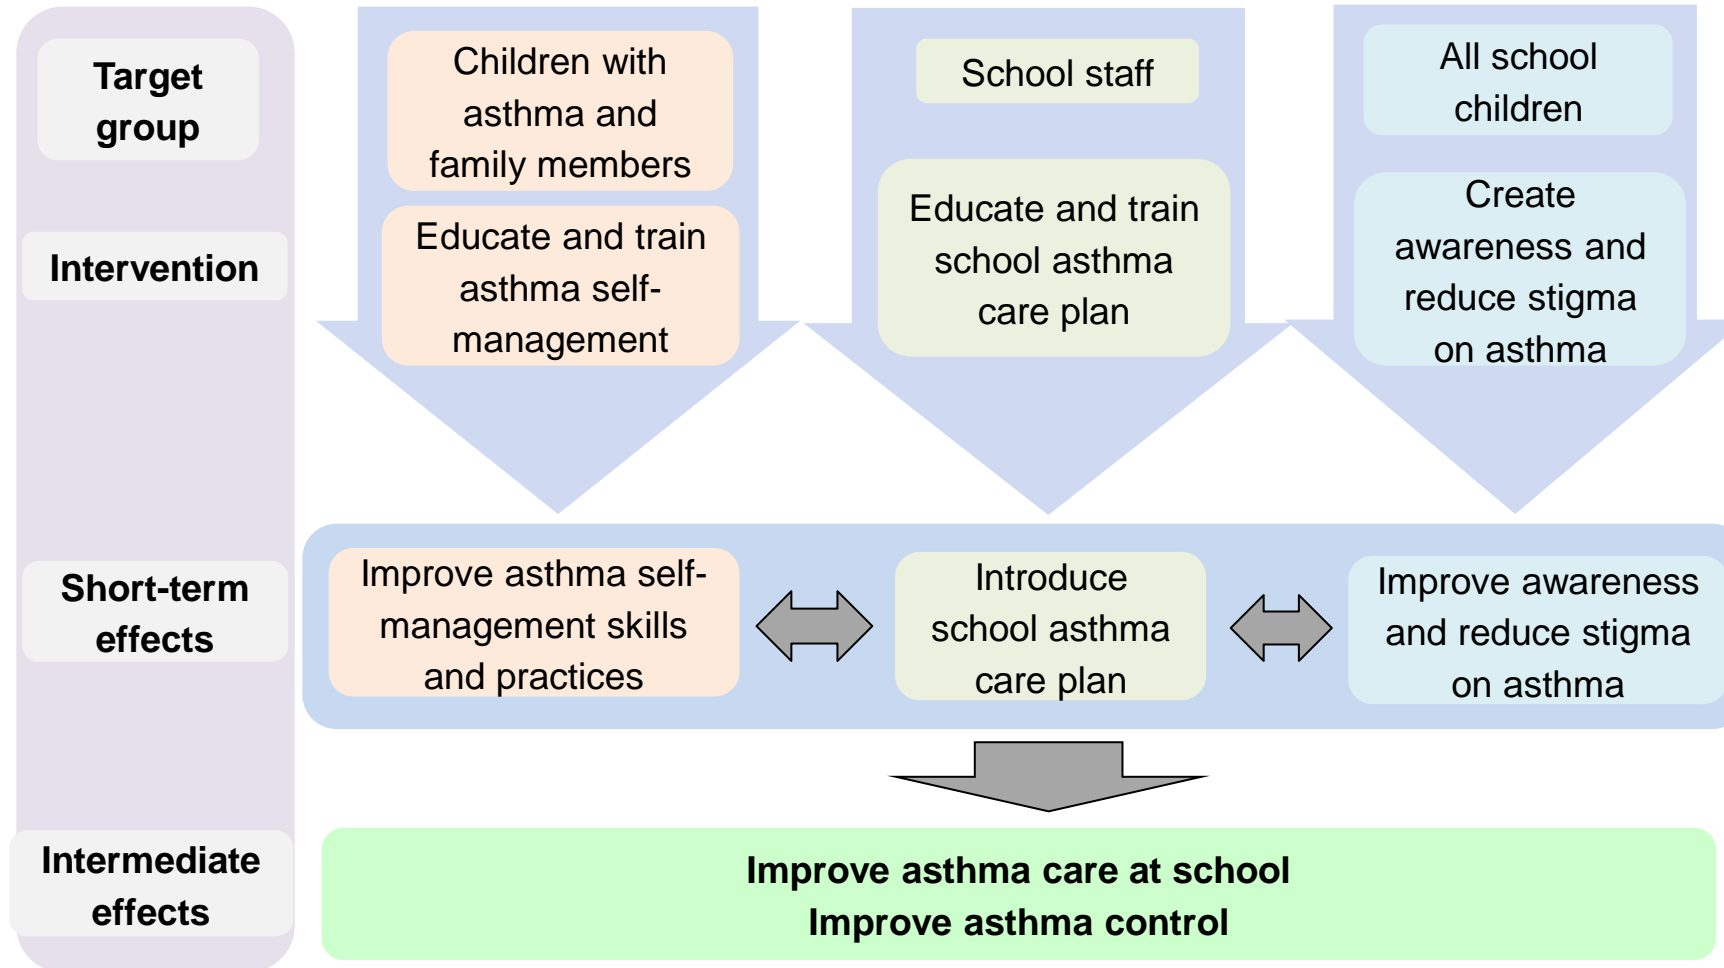 Target
group
Children with
asthma and
family members
School staff
All school
children
Intervention
Educate and train
asthma self-
management
Educate and train
school asthma
care plan
Create
awareness and
reduce stigma
on asthma
Short-term
effects
Improve asthma self-
management skills
and practices
Introduce
school asthma
care plan
Improve awareness
and reduce stigma
on asthma
Intermediate
effects
Improve asthma care at school
Improve asthma control